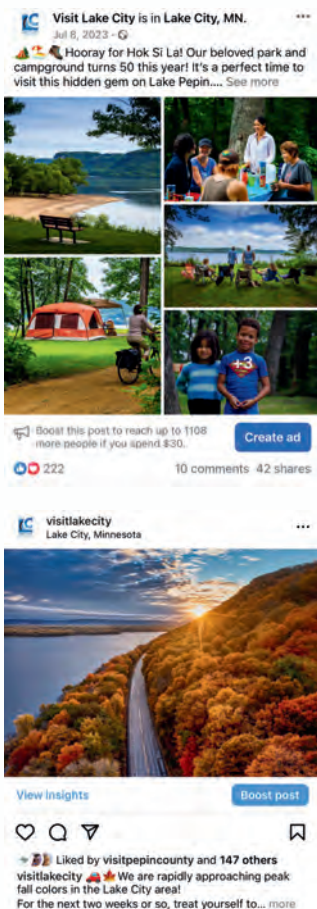 Visit Lake City is in Lake City, MN.
Jul 8, 2023
Hooray for Hok Si La! Our beloved park and
campground turns 50 this year! It's a perfect time to
visit this hidden gem on Lake Pepin.... See more
+3
Boost this post to reach up to 1108
more people if you spend $30.
Create ad
222
10 comments 42 shares
visitlakecity
Lake City, Minnesota
View insights
Boost post
Liked by visitpepincounty and 147 others
visitlakecity We are rapidly approaching peak
fall colors in the Lake City area!
For the next two weeks or so, treat yourself to... more